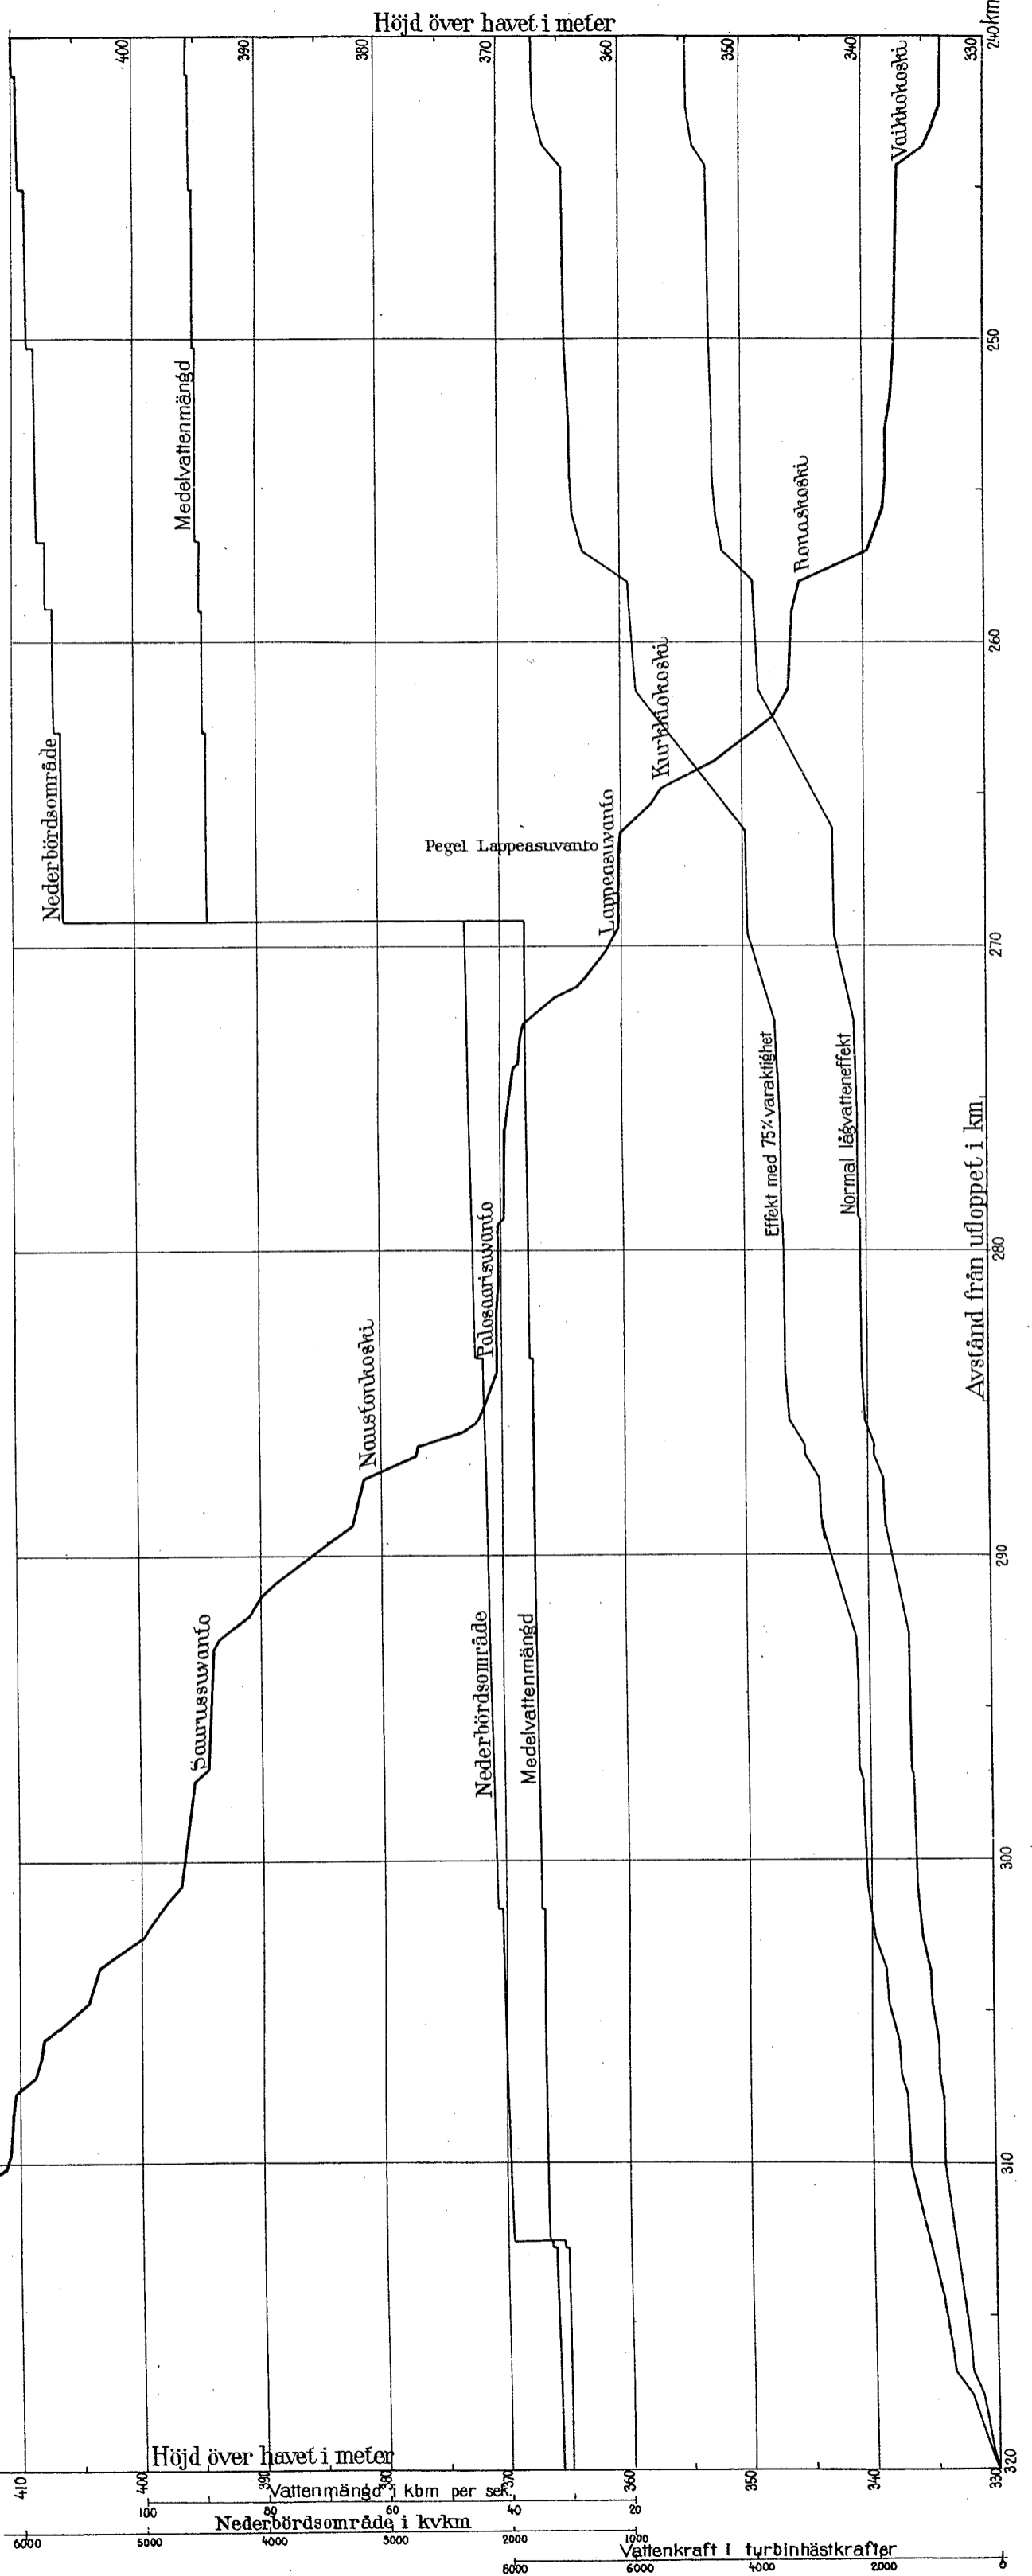 Höjd över havet i meter
400
390
380
370
360
350
340
330
240 km
Vaikkokoski
250
Medelvattenmängd
Ronaskoski
260
Kurkkiokoski
Nederbördsområde
Lappeasuvanto
Pegel Lappeasuvanto
270
Effekt med 75% varaktighet
Normal lågvatteneffekt
Avstånd från utloppet i km.
Palosaarisuvanto
280
Naustonkoski
290
Saurussuvanto
Nederbördsområde
Medelvattenmängd
300
310
320
Höjd över havet i meter
410
400
390
380
370
360
350
340
330
Vattenmängd i kbm per sek.
100
80
60
40
20
Nederbördsområde i kvkm
6000
5000
4000
3000
2000
1000
Vattenkraft i turbinhästkrafter
8000
6000
4000
2000
0